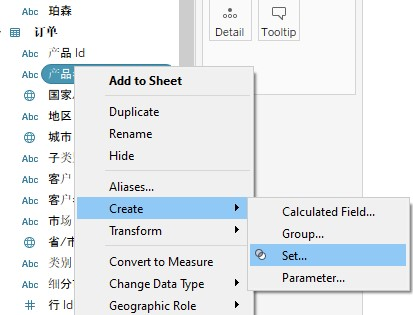 Abc 珀森
订单
Abc 产品 Id
Abc 产品
国家
Abc 地区
城市
Abc 子类
Abc 客户
Abc 客户
Abc 市场
省/市
Abc 类别
Abc 细分
# 行 Id
Detail Tooltip
Add to Sheet
Duplicate
Rename
Hide
Aliases...
Create
Transform
Convert to Measure
Change Data Type
Geographic Role
Calculated Field...
Group...
Set...
Parameter...